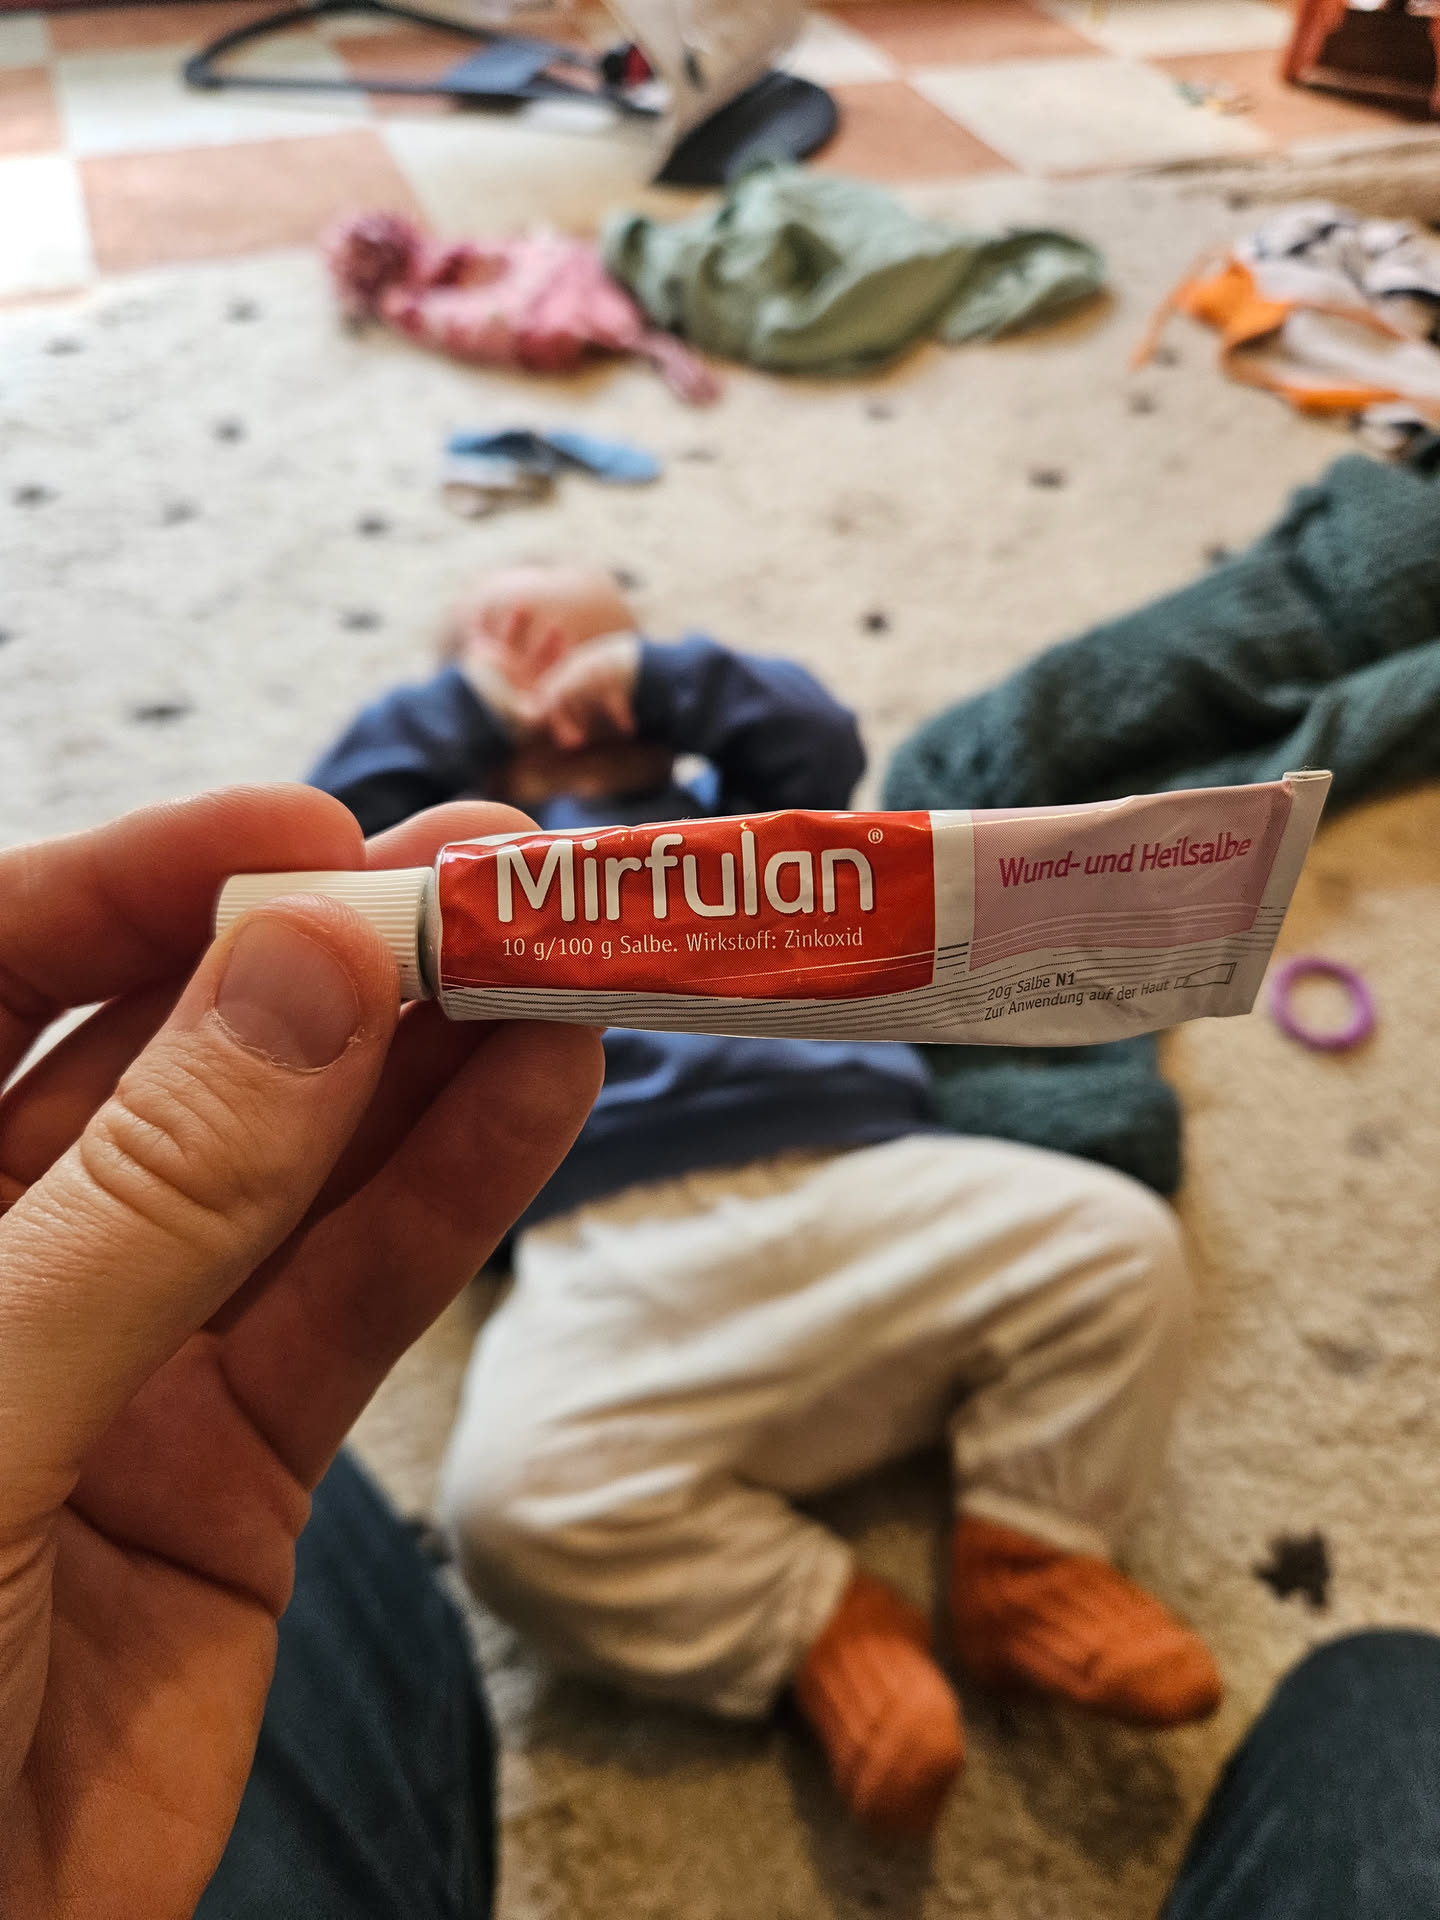 Mirfulan®
10 g/100 g Salbe. Wirkstoff: Zinkoxid
Wund- und Heilsalbe
20g Salbe N1
Zur Anwendung auf der Haut